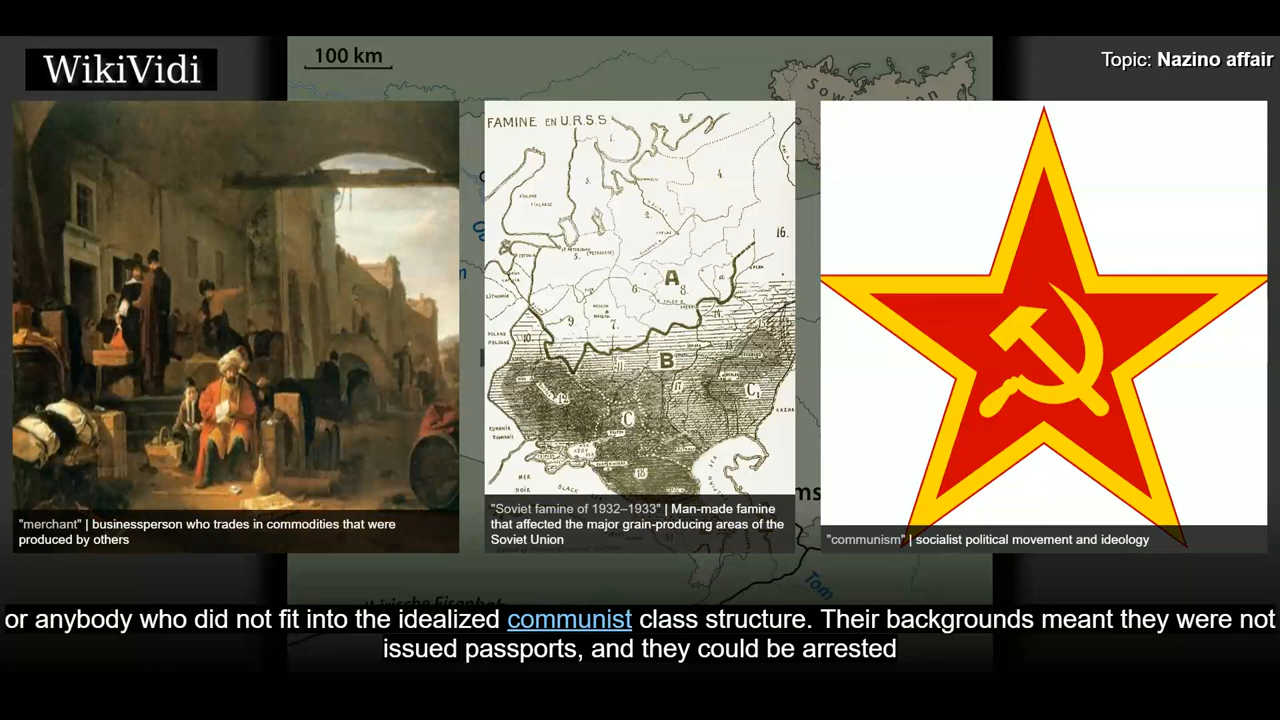 100 km
WikiVidi
Topic: Nazino affair
FAMINE EN U.R.S.S
A
B
C
C₁
16.
"merchant" | businessperson who trades in commodities that were
produced by others
"Soviet famine of 1932–1933" | Man-made famine
that affected the major grain-producing areas of the
Soviet Union
"communism" | socialist political movement and ideology
Tom
or anybody who did not fit into the idealized communist class structure. Their backgrounds meant they were not
issued passports, and they could be arrested